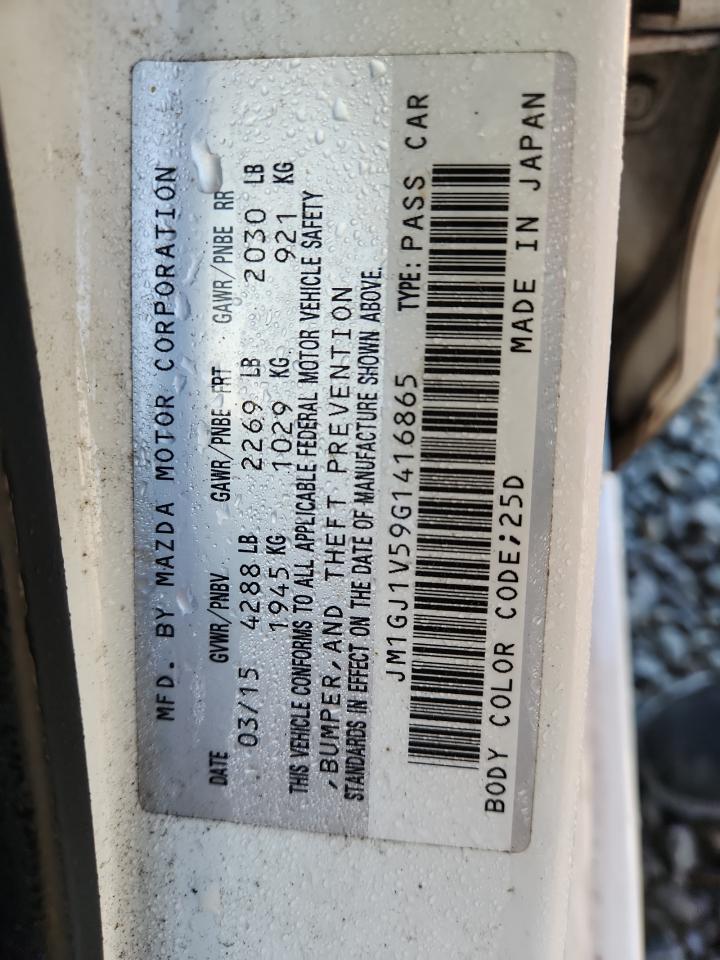 MFD. BY MAZDA MOTOR CORPORATION
DATE GVWR/PNBV GAWR/PNBE FRT GAWR/PNBE RR
03/15 4288 LB 2269 LB 2030 LB
1945 KG 1029 KG 921 KG
THIS VEHICLE CONFORMS TO ALL APPLICABLE FEDERAL MOTOR VEHICLE SAFETY
,BUMPER,AND THEFT PREVENTION
STANDARDS IN EFFECT ON THE DATE OF MANUFACTURE SHOWN ABOVE.
JM1GJ1V59G1416865 TYPE: PASS CAR
BODY COLOR CODE;25D MADE IN JAPAN